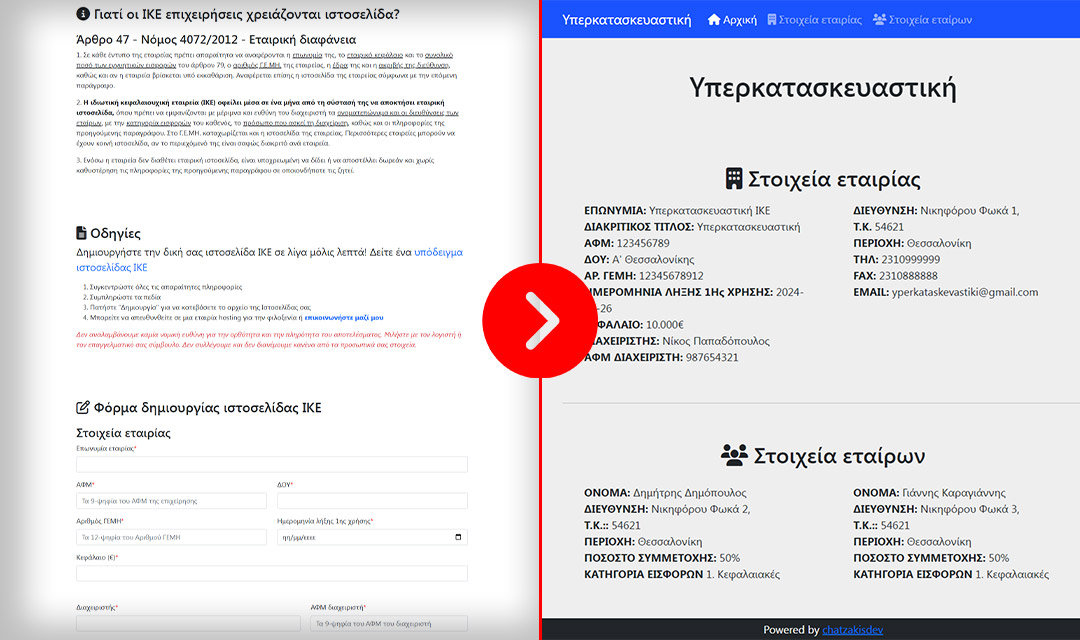 Γιατί οι ΙΚΕ επιχειρήσεις χρειάζονται ιστοσελίδα?
Άρθρο 47 - Νόμος 4072/2012 - Εταιρική διαφάνεια
1. Σε κάθε έντυπο της εταιρείας πρέπει απαραίτητα να αναφέρονται η επωνυμία της, το εταιρικό κεφάλαιο και το συνολικό
ποσό των εγγυητικών εισφορών του άρθρου 79, ο αριθμός Γ.Ε.ΜΗ. της εταιρείας, η έδρα της και η ακριβής της διεύθυνση,
καθώς και αν η εταιρεία βρίσκεται υπό εκκαθάριση. Αναφέρεται επίσης η ιστοσελίδα της εταιρείας σύμφωνα με την επόμενη
παράγραφο.
2. Η ιδιωτική κεφαλαιουχική εταιρεία (ΙΚΕ) οφείλει μέσα σε ένα μήνα από τη σύστασή της να αποκτήσει εταιρική
ιστοσελίδα, όπου πρέπει να εμφανίζονται με μέριμνα και ευθύνη του διαχειριστή τα ονοματεπώνυμα και οι διευθύνσεις των
εταίρων, με την κατηγορία εισφορών του καθενός, το πρόσωπο που ασκεί τη διαχείριση, καθώς και οι πληροφορίες της
προηγούμενης παραγράφου. Στο Γ.Ε.ΜΗ. καταχωρίζεται και η ιστοσελίδα της εταιρείας. Περισσότερες εταιρείες μπορούν να
έχουν κοινή ιστοσελίδα, αν το περιεχόμενό της είναι σαφώς διακριτό ανά εταιρεία.
3. Ενόσω η εταιρεία δεν διαθέτει εταιρική ιστοσελίδα, είναι υποχρεωμένη να δίδει ή να αποστέλλει δωρεάν και χωρίς
καθυστέρηση τις πληροφορίες της προηγούμενης παραγράφου σε οποιονδήποτε τις ζητεί.
Οδηγίες
Δημιουργήστε την δική σας ιστοσελίδα ΙΚΕ σε λίγα μόλις λεπτά! Δείτε ένα υπόδειγμα
ιστοσελίδας ΙΚΕ
1. Συγκεντρώστε όλες τις απαραίτητες πληροφορίες
2. Συμπληρώστε τα πεδία
3. Πατήστε "Δημιουργία" για να κατεβάσετε το αρχείο της Ιστοσελίδας σας
4. Μπορείτε να απευθυνθείτε σε μια εταιρία hosting για την φιλοξενία ή επικοινωνήστε μαζί μου
Δεν αναλαμβάνουμε καμία νομική ευθύνη για την ορθότητα και την πληρότητα του αποτελέσματος. Μιλήστε με τον λογιστή ή
τον επαγγελματικό σας σύμβουλο. Δεν συλλέγουμε και δεν διανέμουμε κανένα από τα προσωπικά σας στοιχεία.
Φόρμα δημιουργίας ιστοσελίδας ΙΚΕ
Στοιχεία εταιρίας
Επωνυμία εταιρίας*
ΑΦΜ* ΔΟΥ*
Τα 9-ψηφία του ΑΦΜ της επιχείρησης
Αριθμός ΓΕΜΗ* Ημερομηνία λήξης 1ης χρήσης*
Τα 12-ψηφία του Αριθμού ΓΕΜΗ ηη/μμ/εεεε
Κεφάλαιο (€)*
Διαχειριστής* ΑΦΜ διαχειριστή*
Τα 9-ψηφία του ΑΦΜ του διαχειριστή
Υπερκατασκευαστική Αρχική Στοιχεία εταιρίας Στοιχεία εταίρων
Υπερκατασκευαστική
Στοιχεία εταιρίας
ΕΠΩΝΥΜΙΑ: Υπερκατασκευαστική ΙΚΕ
ΔΙΑΚΡΙΤΙΚΟΣ ΤΙΤΛΟΣ: Υπερκατασκευαστική
ΑΦΜ: 123456789
ΔΟΥ: Α' Θεσσαλονίκης
ΑΡ. ΓΕΜΗ: 12345678912
ΗΜΕΡΟΜΗΝΙΑ ΛΗΞΗΣ 1Ης ΧΡΗΣΗΣ: 2024-
-26
ΦΑΛΑΙΟ: 10.000€
ΙΑΧΕΙΡΙΣΤΗΣ: Νίκος Παπαδόπουλος
ΑΦΜ ΔΙΑΧΕΙΡΙΣΤΗ: 987654321
ΔΙΕΥΘΥΝΣΗ: Νικηφόρου Φωκά 1,
Τ.Κ. 54621
ΠΕΡΙΟΧΗ: Θεσσαλονίκη
ΤΗΛ: 2310999999
FAX: 2310888888
EMAIL: yperkataskevastiki@gmail.com
Στοιχεία εταίρων
ΟΝΟΜΑ: Δημήτρης Δημόπουλος
ΔΙΕΥΘΥΝΣΗ: Νικηφόρου Φωκά 2,
Τ.Κ.:: 54621
ΠΕΡΙΟΧΗ: Θεσσαλονίκη
ΠΟΣΟΣΤΟ ΣΥΜΜΕΤΟΧΗΣ: 50%
ΚΑΤΗΓΟΡΙΑ ΕΙΣΦΟΡΩΝ 1. Κεφαλαιακές
ΟΝΟΜΑ: Γιάννης Καραγιάννης
ΔΙΕΥΘΥΝΣΗ: Νικηφόρου Φωκά 3,
Τ.Κ.:: 54621
ΠΕΡΙΟΧΗ: Θεσσαλονίκη
ΠΟΣΟΣΤΟ ΣΥΜΜΕΤΟΧΗΣ: 50%
ΚΑΤΗΓΟΡΙΑ ΕΙΣΦΟΡΩΝ 1. Κεφαλαιακές
Powered by chatzakisdev